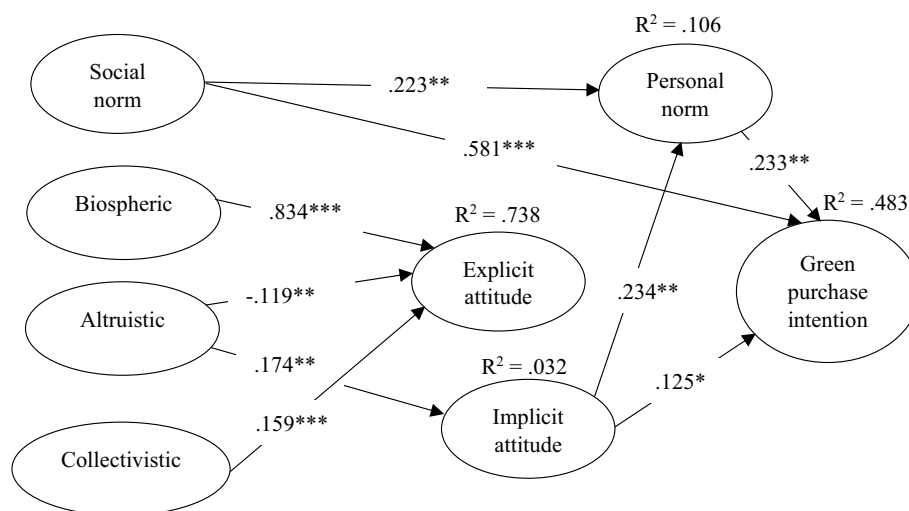 R² = .106
Social
norm
.223**
Personal
norm
.581***
.233**
Biospheric
.834***
R² = .738
R² = .483
Explicit
attitude
Green
purchase
intention
-.119**
.234**
Altruistic
.174**
R² = .032
.125*
.159***
Implicit
attitude
Collectivistic